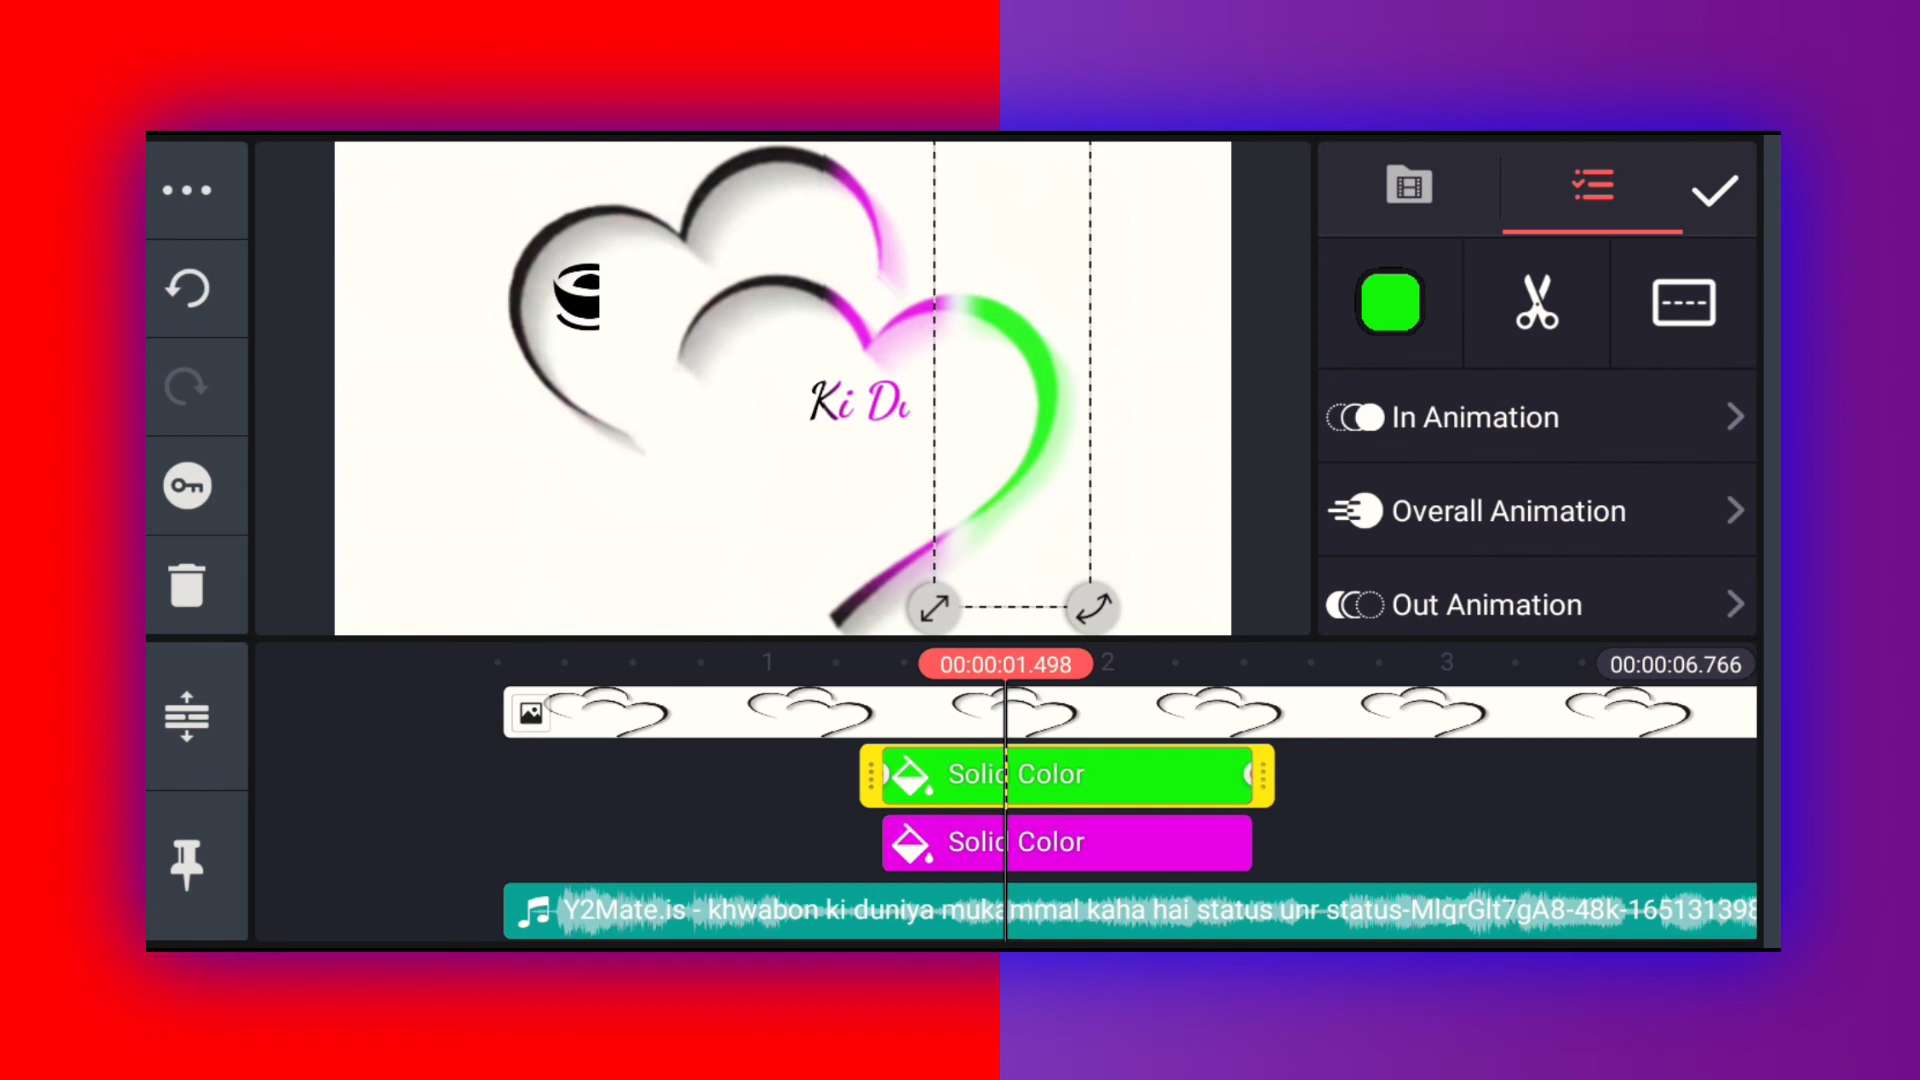 Ki Du
In Animation
Overall Animation
Out Animation
1
00:00:01.498
2
3
00:00:06.766
Solid Color
Solid Color
Y2Mate.is - khwabon ki duniya mukammal kaha hai status unr status-MlqrGlt7gA8-48k-165131398